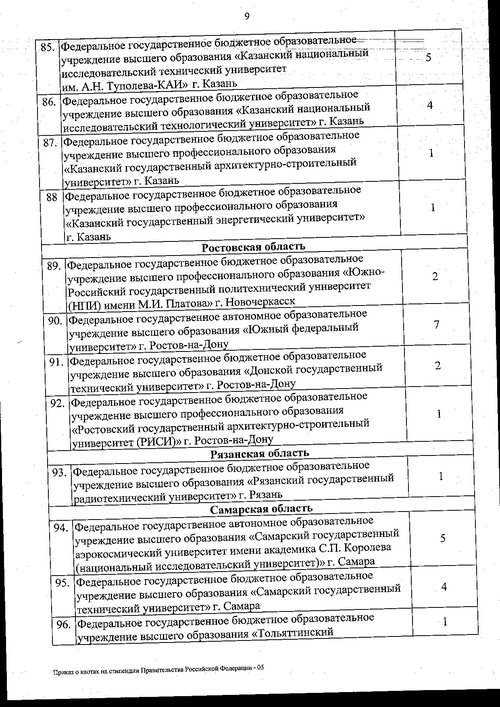 9
85. Федеральное государственное бюджетное образовательное
учреждение высшего образования «Казанский национальный
исследовательский технический университет
им. А.Н. Туполева-КАИ» г. Казань
5
86. Федеральное государственное бюджетное образовательное
учреждение высшего образования «Казанский национальный
исследовательский технологический университет» г. Казань
4
87. Федеральное государственное бюджетное образовательное
учреждение высшего профессионального образования
«Казанский государственный архитектурно-строительный
университет» г. Казань
1
88 Федеральное государственное бюджетное образовательное
учреждение высшего профессионального образования
«Казанский государственный энергетический университет»
г. Казань
1
Ростовская область
89. Федеральное государственное бюджетное образовательное
учреждение высшего профессионального образования «Южно-
Российский государственный политехнический университет
(НПИ) имени М.И. Платова» г. Новочеркасск
2
90. Федеральное государственное автономное образовательное
учреждение высшего образования «Южный федеральный
университет» г. Ростов-на-Дону
7
91. Федеральное государственное бюджетное образовательное
учреждение высшего образования «Донской государственный
технический университет» г. Ростов-на-Дону
2
92. Федеральное государственное бюджетное образовательное
учреждение высшего профессионального образования
«Ростовский государственный архитектурно-строительный
университет (РИСИ)» г. Ростов-на-Дону
1
Рязанская область
93. Федеральное государственное бюджетное образовательное
учреждение высшего образования «Рязанский государственный
радиотехнический университет» г. Рязань
1
Самарская область
94. Федеральное государственное автономное образовательное
учреждение высшего образования «Самарский государственный
аэрокосмический университет имени академика С.П. Королева
(национальный исследовательский университет)» г. Самара
5
95. Федеральное государственное бюджетное образовательное
учреждение высшего образования «Самарский государственный
технический университет» г. Самара
4
96. Федеральное государственное бюджетное образовательное
учреждение высшего образования «Тольяттинский
1
Приказ о квотах на стипендии Правительства Российской Федерации - 05